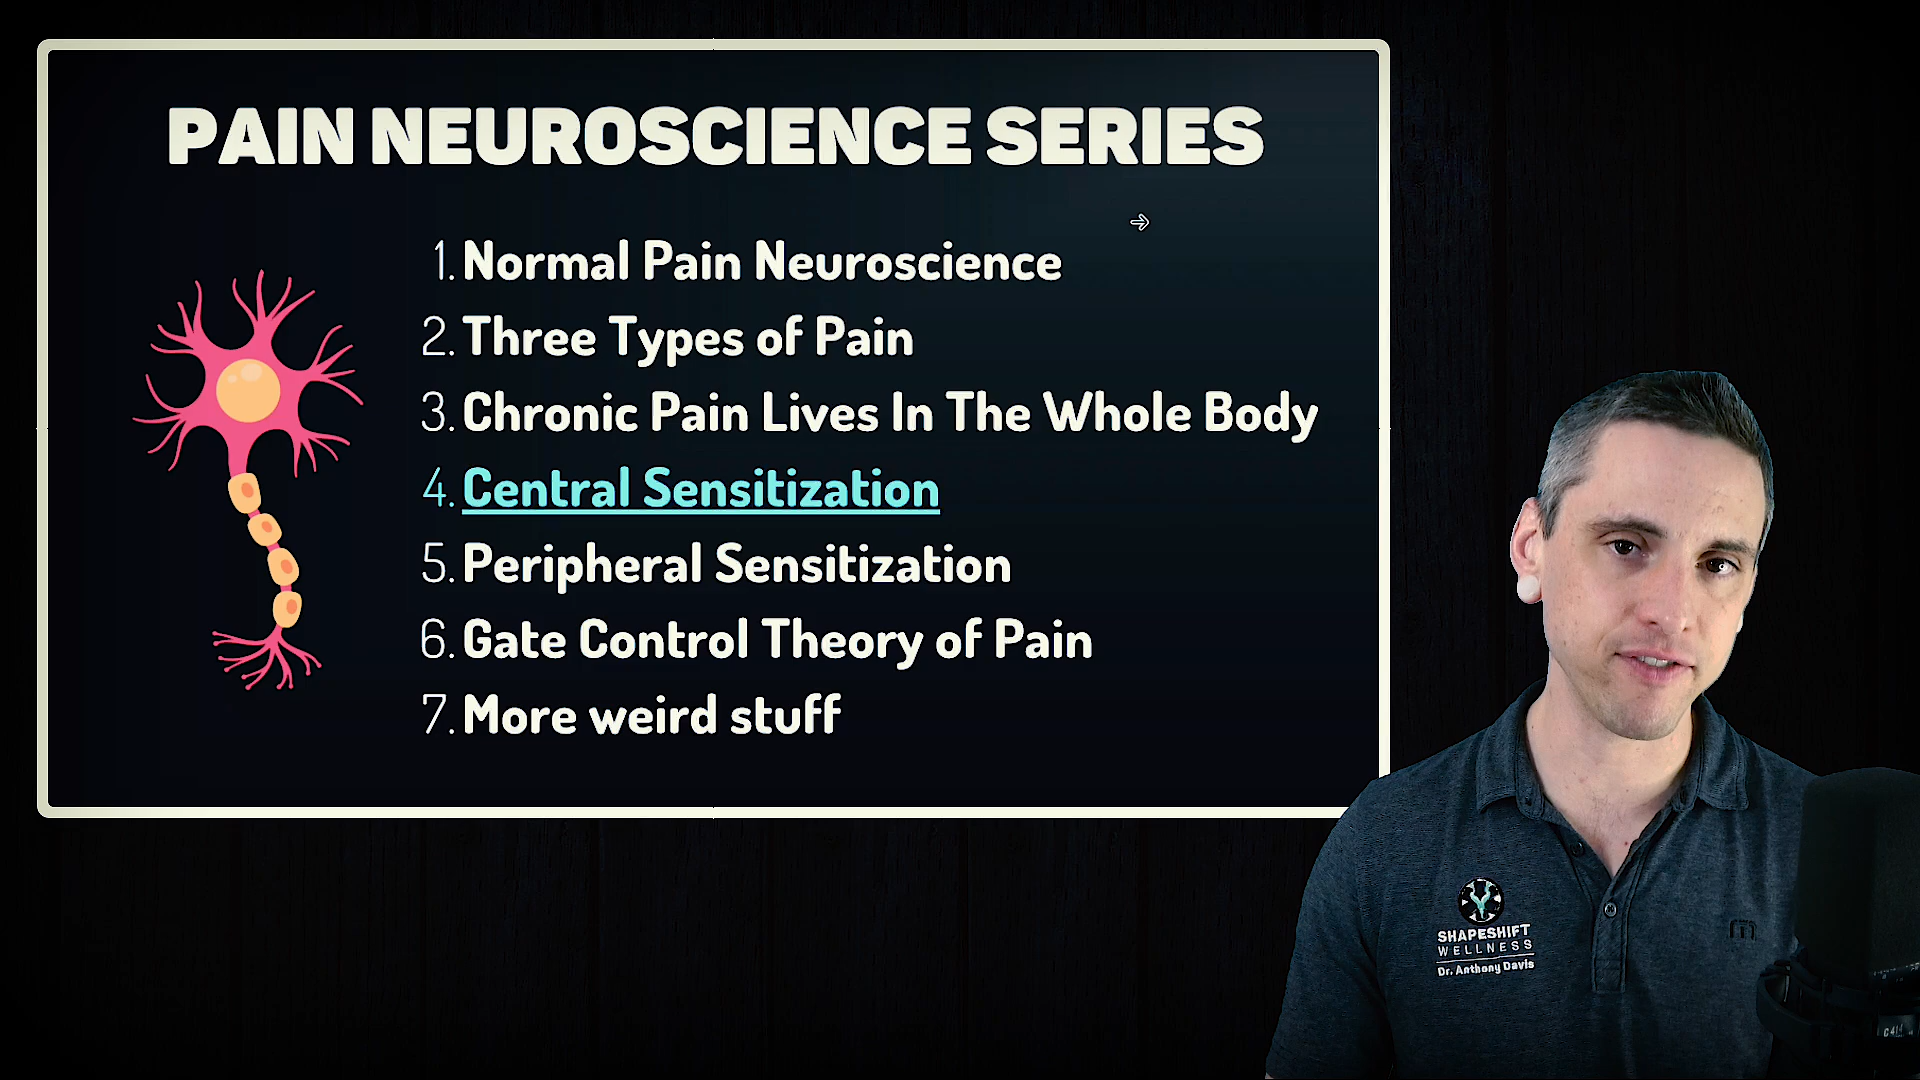 PAIN NEUROSCIENCE SERIES
1. Normal Pain Neuroscience
2. Three Types of Pain
3. Chronic Pain Lives In The Whole Body
4. Central Sensitization
5. Peripheral Sensitization
6. Gate Control Theory of Pain
7. More weird stuff
SHAPESHIFT
WELLNESS
Dr. Anthony Davis
m